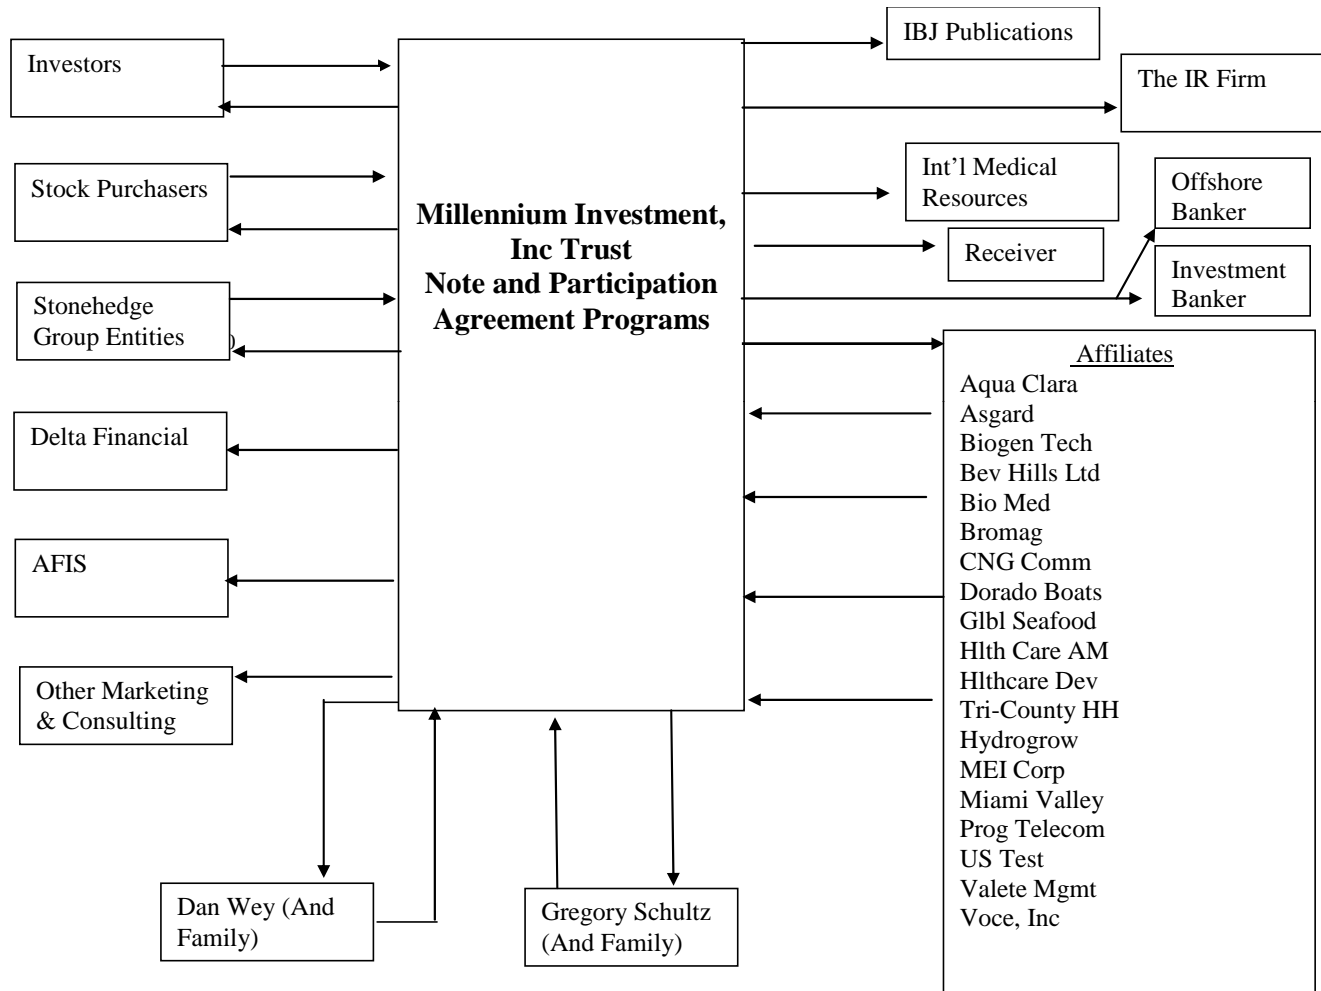 Investors
Stock Purchasers
Stonehedge
Group Entities )
Delta Financial
AFIS
Other Marketing
& Consulting
Millennium Investment,
Inc Trust
Note and Participation
Agreement Programs
Dan Wey (And
Family)
Gregory Schultz
(And Family)
IBJ Publications
The IR Firm
Int’l Medical
Resources
Offshore
Banker
Receiver
Investment
Banker
Affiliates
Aqua Clara
Asgard
Biogen Tech
Bev Hills Ltd
Bio Med
Bromag
CNG Comm
Dorado Boats
Glbl Seafood
Hlth Care AM
Hlthcare Dev
Tri-County HH
Hydrogrow
MEI Corp
Miami Valley
Prog Telecom
US Test
Valete Mgmt
Voce, Inc